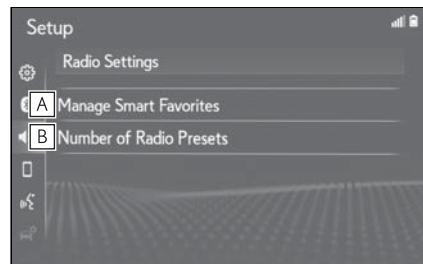 Setup
Radio Settings
A Manage Smart Favorites
B Number of Radio Presets